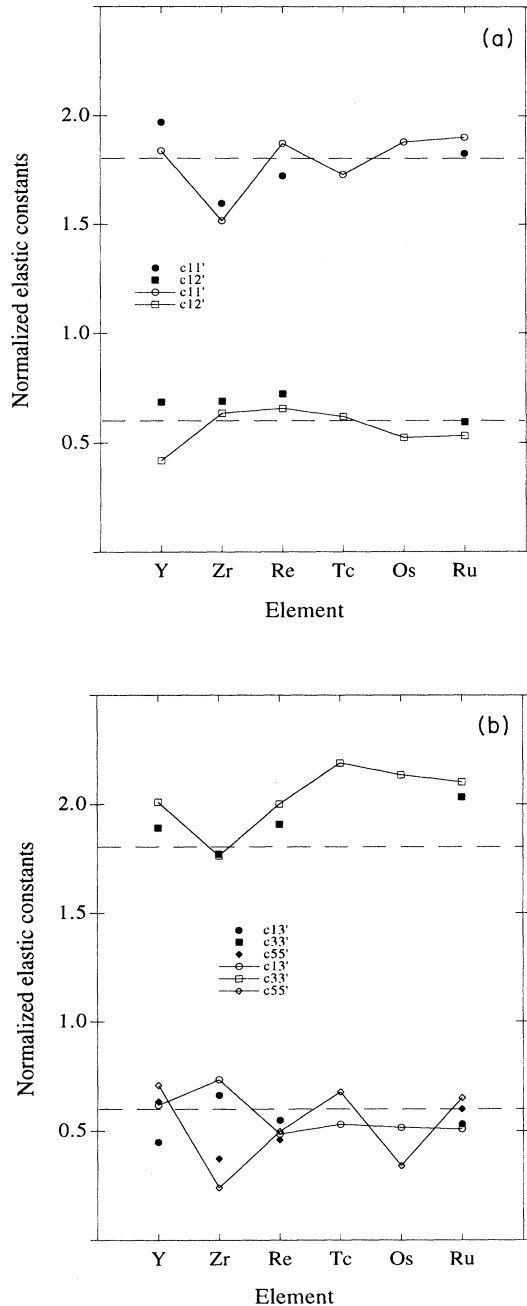 (a)
2.0
1.5
1.0
0.5
Normalized elastic constants
c11'
c12'
c11'
c12'
Y Zr Re Tc Os Ru
Element
(b)
2.0
1.5
1.0
0.5
Normalized elastic constants
c13'
c33'
c55'
c13'
c33'
c55'
Y Zr Re Tc Os Ru
Element